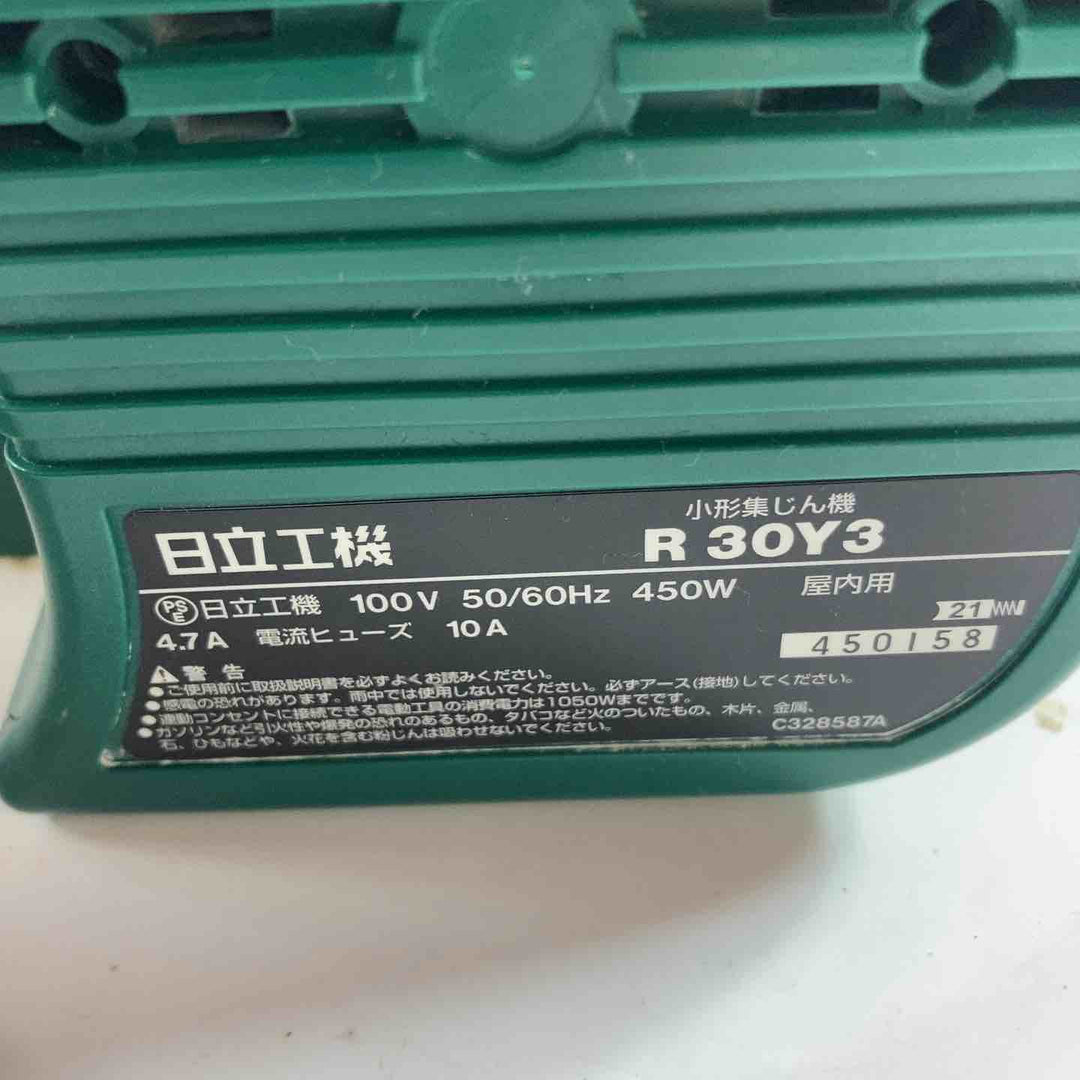 小形集じん機
日立工機 R 30Y3
PSE 日立工機 100V 50/60Hz 450W 屋内用
4.7A 電流ヒューズ 10A
21
450158
警告
●ご使用前に取扱説明書を必ずよくお読みください。
●感電の恐れがあります。雨中では使用しないでください。必ずアース(接地)してください。
●連動コンセントに接続できる電動工具の消費電力は1050Wまでです。
●ガソリンなど引火性や爆発の恐れのあるもの、タバコなど火のついたもの、木片、金属、
石、ひもなどや、火花を含む粉じんは吸わせないでください。
C328587A